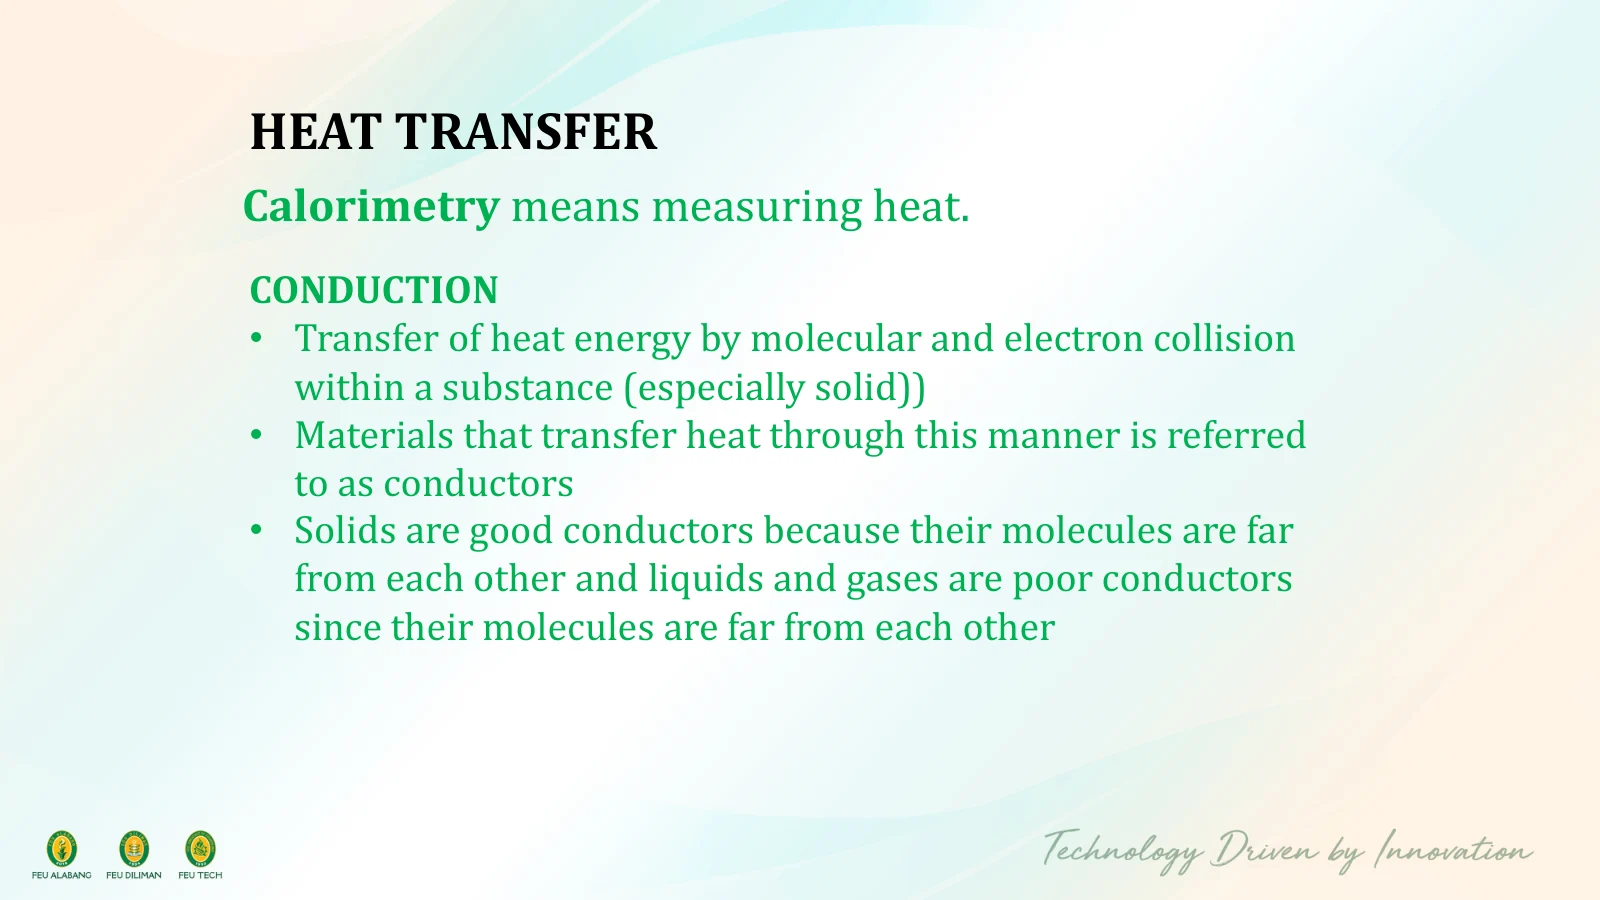 HEAT TRANSFER
Calorimetry means measuring heat.
CONDUCTION
• Transfer of heat energy by molecular and electron collision
within a substance (especially solid))
• Materials that transfer heat through this manner is referred
to as conductors
• Solids are good conductors because their molecules are far
from each other and liquids and gases are poor conductors
since their molecules are far from each other
FEU ALABANG FEU DILIMAN FEU TECH
Technology Driven by Innovation